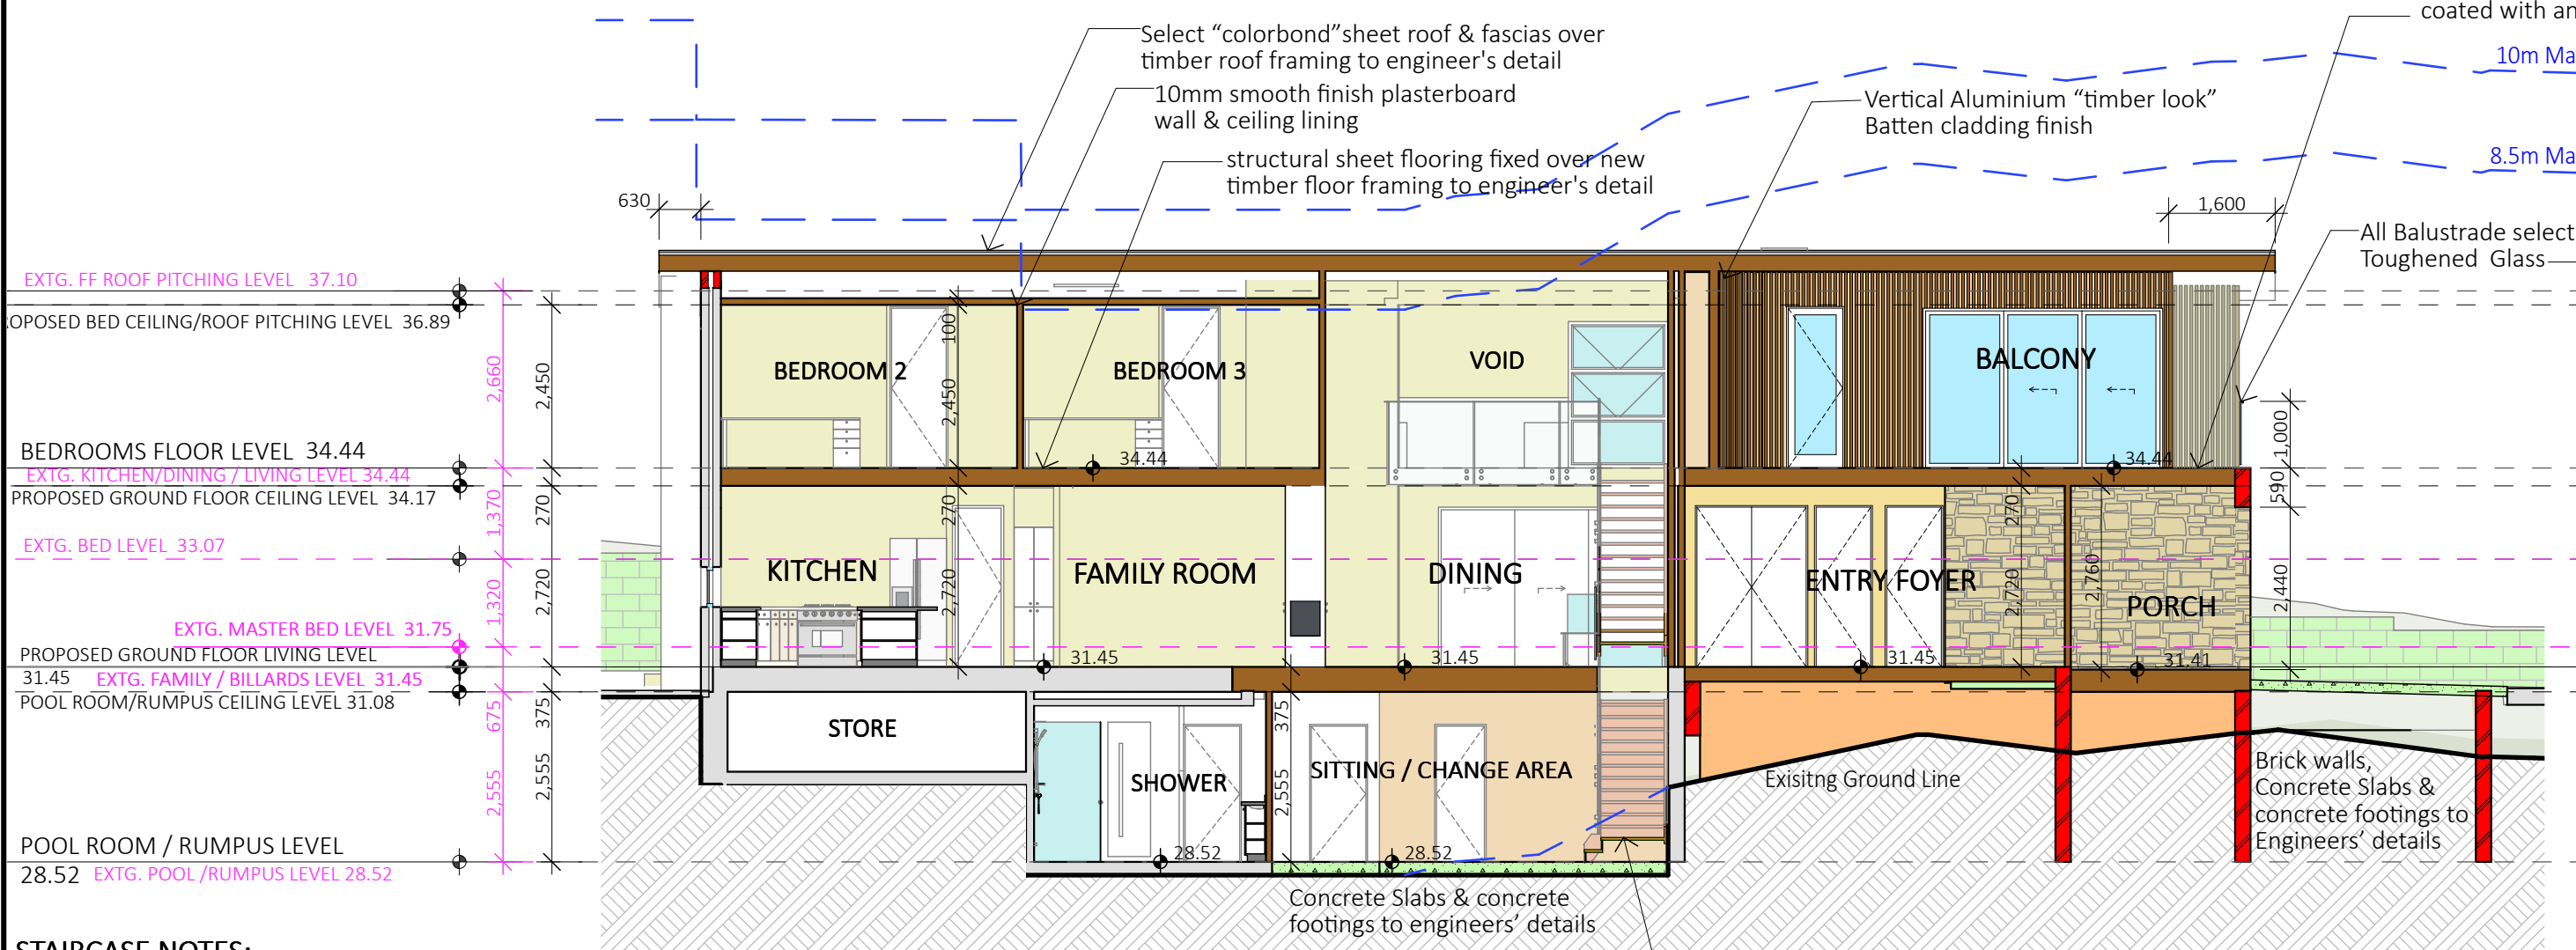 coated with an
Select “colorbond”sheet roof & fascias over
timber roof framing to engineer's detail
10m Ma
10mm smooth finish plasterboard
wall & ceiling lining
Vertical Aluminium “timber look”
Batten cladding finish
structural sheet flooring fixed over new
timber floor framing to engineer's detail
8.5m Ma
630
1,600
All Balustrade select
Toughened Glass
EXTG. FF ROOF PITCHING LEVEL 37.10
OPOSED BED CEILING/ROOF PITCHING LEVEL 36.89
2,660
2,450
100
2,450
BEDROOM 2
BEDROOM 3
VOID
BALCONY
1,000
BEDROOMS FLOOR LEVEL 34.44
EXTG. KITCHEN/DINING / LIVING LEVEL 34.44
PROPOSED GROUND FLOOR CEILING LEVEL 34.17
34.44
34.44
1,370
270
270
270
590
EXTG. BED LEVEL 33.07
1,320
2,720
2,720
KITCHEN
FAMILY ROOM
DINING
ENTRY FOYER
2,720
2,760
PORCH
2,440
EXTG. MASTER BED LEVEL 31.75
PROPOSED GROUND FLOOR LIVING LEVEL
31.45 EXTG. FAMILY / BILLARDS LEVEL 31.45
POOL ROOM/RUMPUS CEILING LEVEL 31.08
31.45
31.45
31.45
31.41
675
375
375
STORE
2,555
2,555
2,555
SHOWER
SITTING / CHANGE AREA
Exisitng Ground Line
Brick walls,
Concrete Slabs &
concrete footings to
Engineers’ details
POOL ROOM / RUMPUS LEVEL
28.52 EXTG. POOL /RUMPUS LEVEL 28.52
28.52
28.52
Concrete Slabs & concrete
footings to engineers’ details
STAIRCASE NOTES: